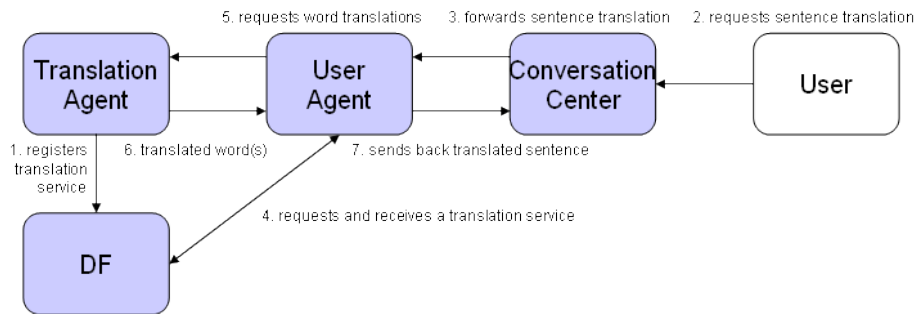 5. requests word translations
3. forwards sentence translation
2. requests sentence translation
Translation
Agent
User
Agent
Conversation
Center
User
1. registers
translation
service
6. translated word(s)
7. sends back translated sentence
4. requests and receives a translation service
DF